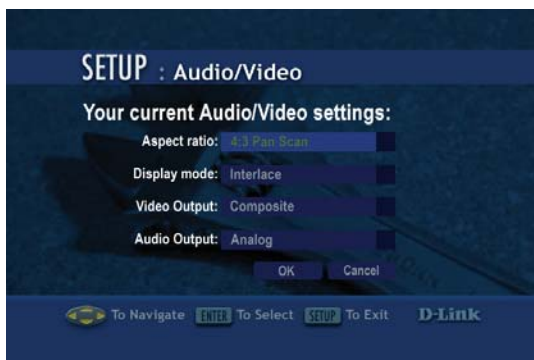 SETUP : Audio/Video
Your current Audio/Video settings:
Aspect ratio: 4:3 Pan Scan
Display mode: Interlace
Video Output: Composite
Audio Output: Analog
OK Cancel
To Navigate ENTER To Select SETUP To Exit D-Link